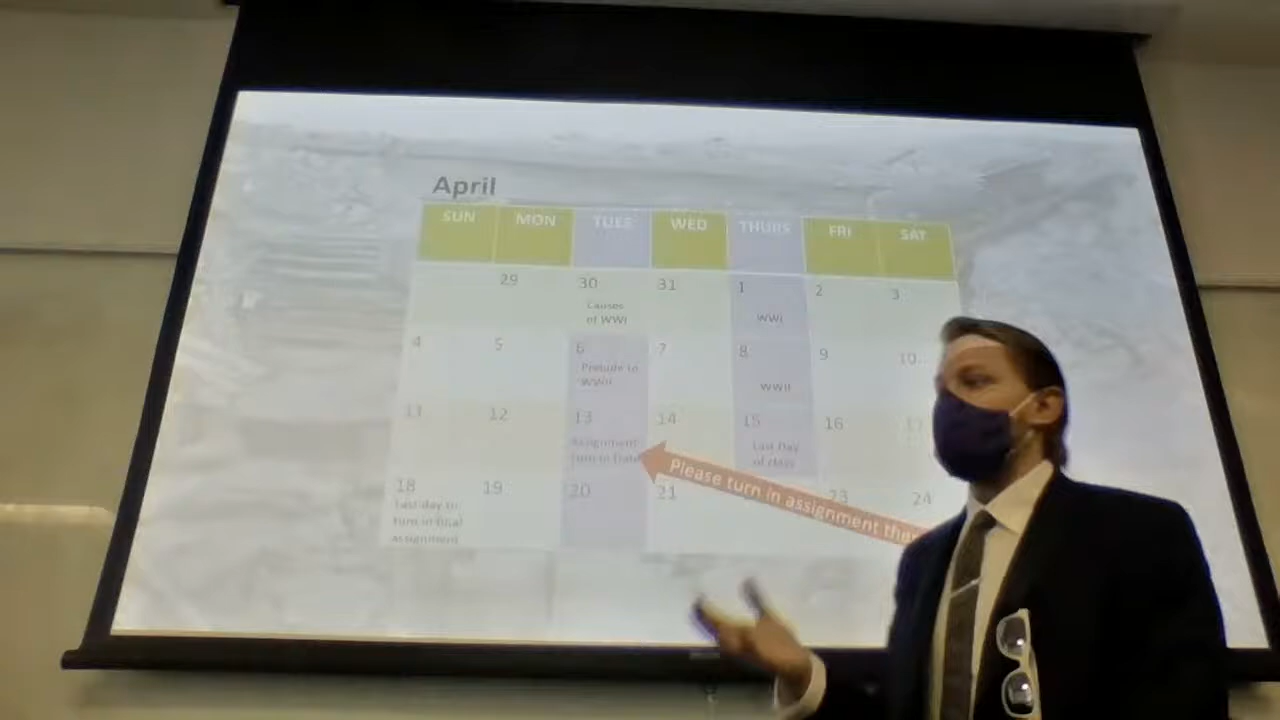 April
SUN MON TUES WED THURS FRI SAT
29 30 31 1 2 3
Causes
of WWI
WWI
4 5 6 7 8 9 10
Prelude to
WWII
WWII
11 12 13 14 15 16 17
Assignment
turn in Date
Last Day
of class
18 19 20 21 23 24
Last day to
turn in final
assignment
Please turn in assignment